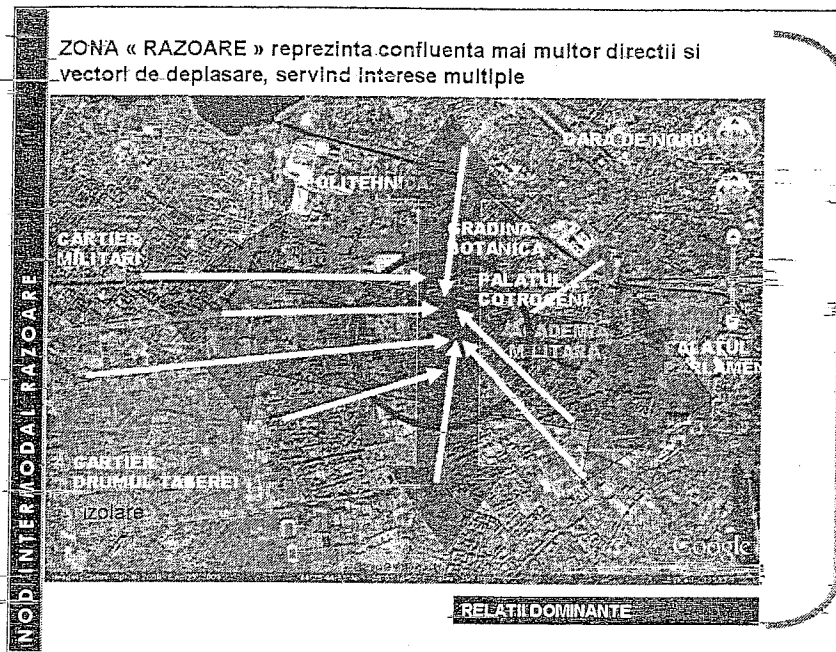 ZONA « RAZOARE » reprezinta confluenta mai multor directii si
vectori de deplasare, servind interese multiple
NOD INTERMODAL RAZOARE
GARA DE NORD
POLITEHNICA
GRADINA
BOTANICA
CARTIER
MILITARI
PALATUL
COTROCENI
ACADEMIA
MILITARA
PALATUL
PARLAMEN
CARTIER
DRUMUL TABEREI
izolare
Google
RELATII DOMINANTE